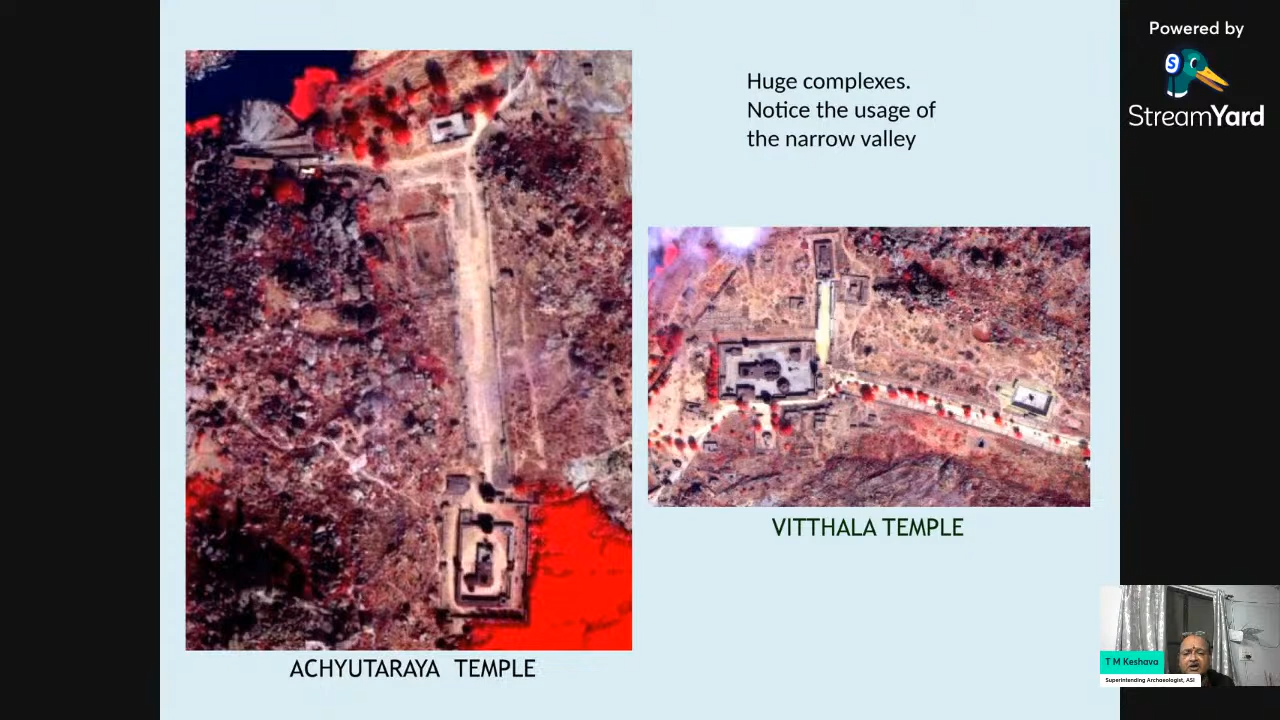 Huge complexes.
Notice the usage of
the narrow valley
VITTHALA TEMPLE
ACHYUTARAYA TEMPLE
Powered by
S
StreamYard
T M Keshava
Superintending Archaeologist, ASI